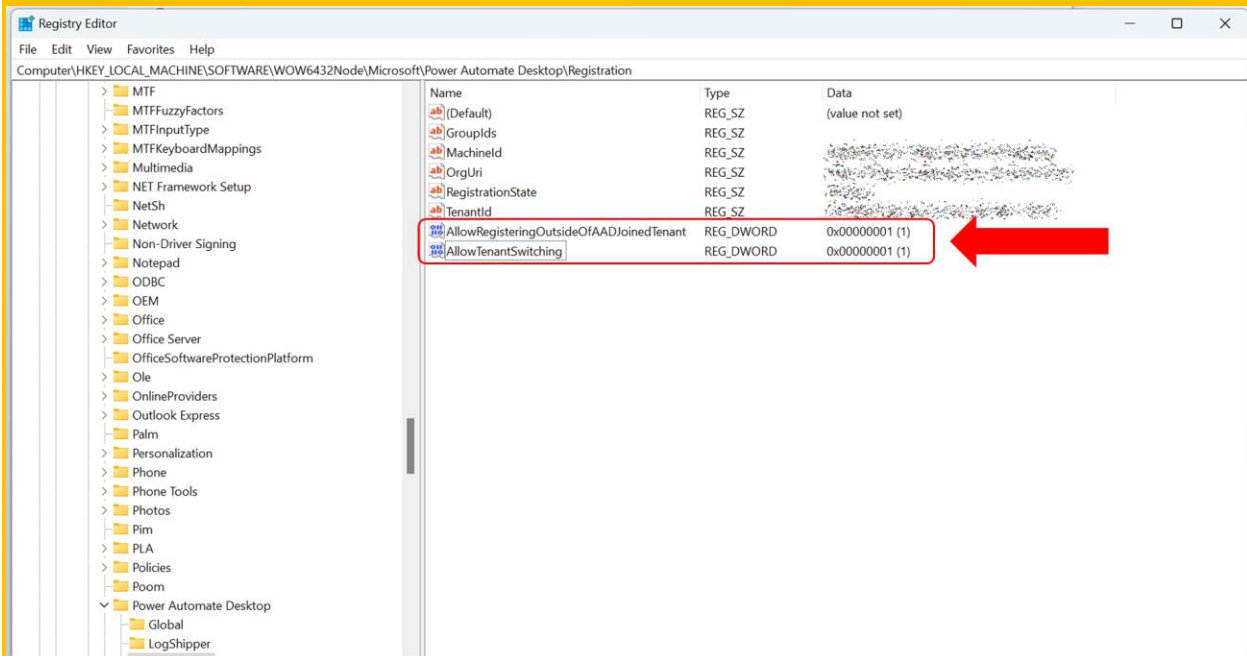 Registry Editor
File Edit View Favorites Help
Computer\HKEY_LOCAL_MACHINE\SOFTWARE\WOW6432Node\Microsoft\Power Automate Desktop\Registration
MTF
MTFFuzzyFactors
MTFInputType
MTFKeyboardMappings
Multimedia
NET Framework Setup
NetSh
Network
Non-Driver Signing
Notepad
ODBC
OEM
Office
Office Server
OfficeSoftwareProtectionPlatform
Ole
OnlineProviders
Outlook Express
Palm
Personalization
Phone
Phone Tools
Photos
Pim
PLA
Policies
Poom
Power Automate Desktop
Global
LogShipper
Name Type Data
(Default) REG_SZ (value not set)
GroupIds REG_SZ
MachineId REG_SZ
OrgUri REG_SZ
RegistrationState REG_SZ
TenantId REG_SZ
AllowRegisteringOutsideOfAADJoinedTenant REG_DWORD 0x00000001 (1)
AllowTenantSwitching REG_DWORD 0x00000001 (1)